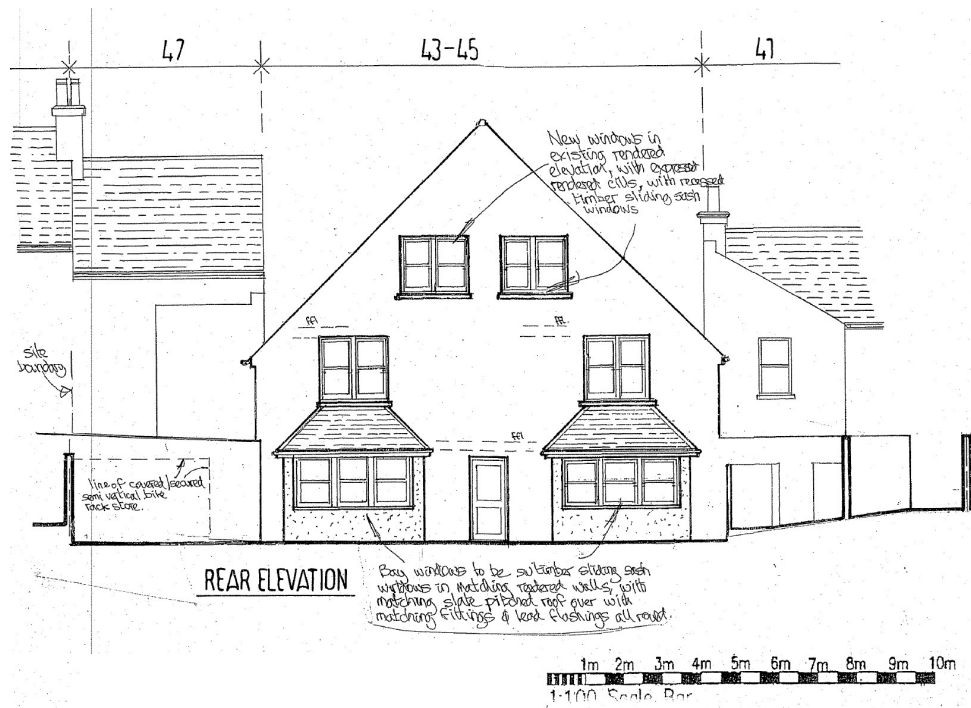 47
43-45
41
New windows in
existing rendered
elevation, with exposed
rendered cills, with recessed
timber sliding sash
windows
FFl
FFl
site
boundary
FFl
line of covered/secured
semi vertical bike
rack store.
REAR ELEVATION
Bay windows to be timber sliding sash
windows in matching rendered walls, with
matching slate pitched roof over with
matching fittings & lead flashings all round.
1m 2m 3m 4m 5m 6m 7m 8m 9m 10m
1:100 Scale Bar